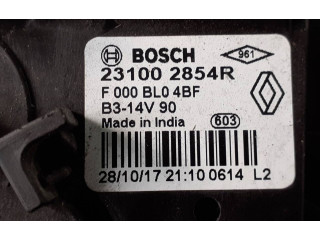 BOSCH
961
23100 2854R
F 000 BL0 4BF
B3-14V 90
Made in India
603
28/10/17 21:10 0614 L2